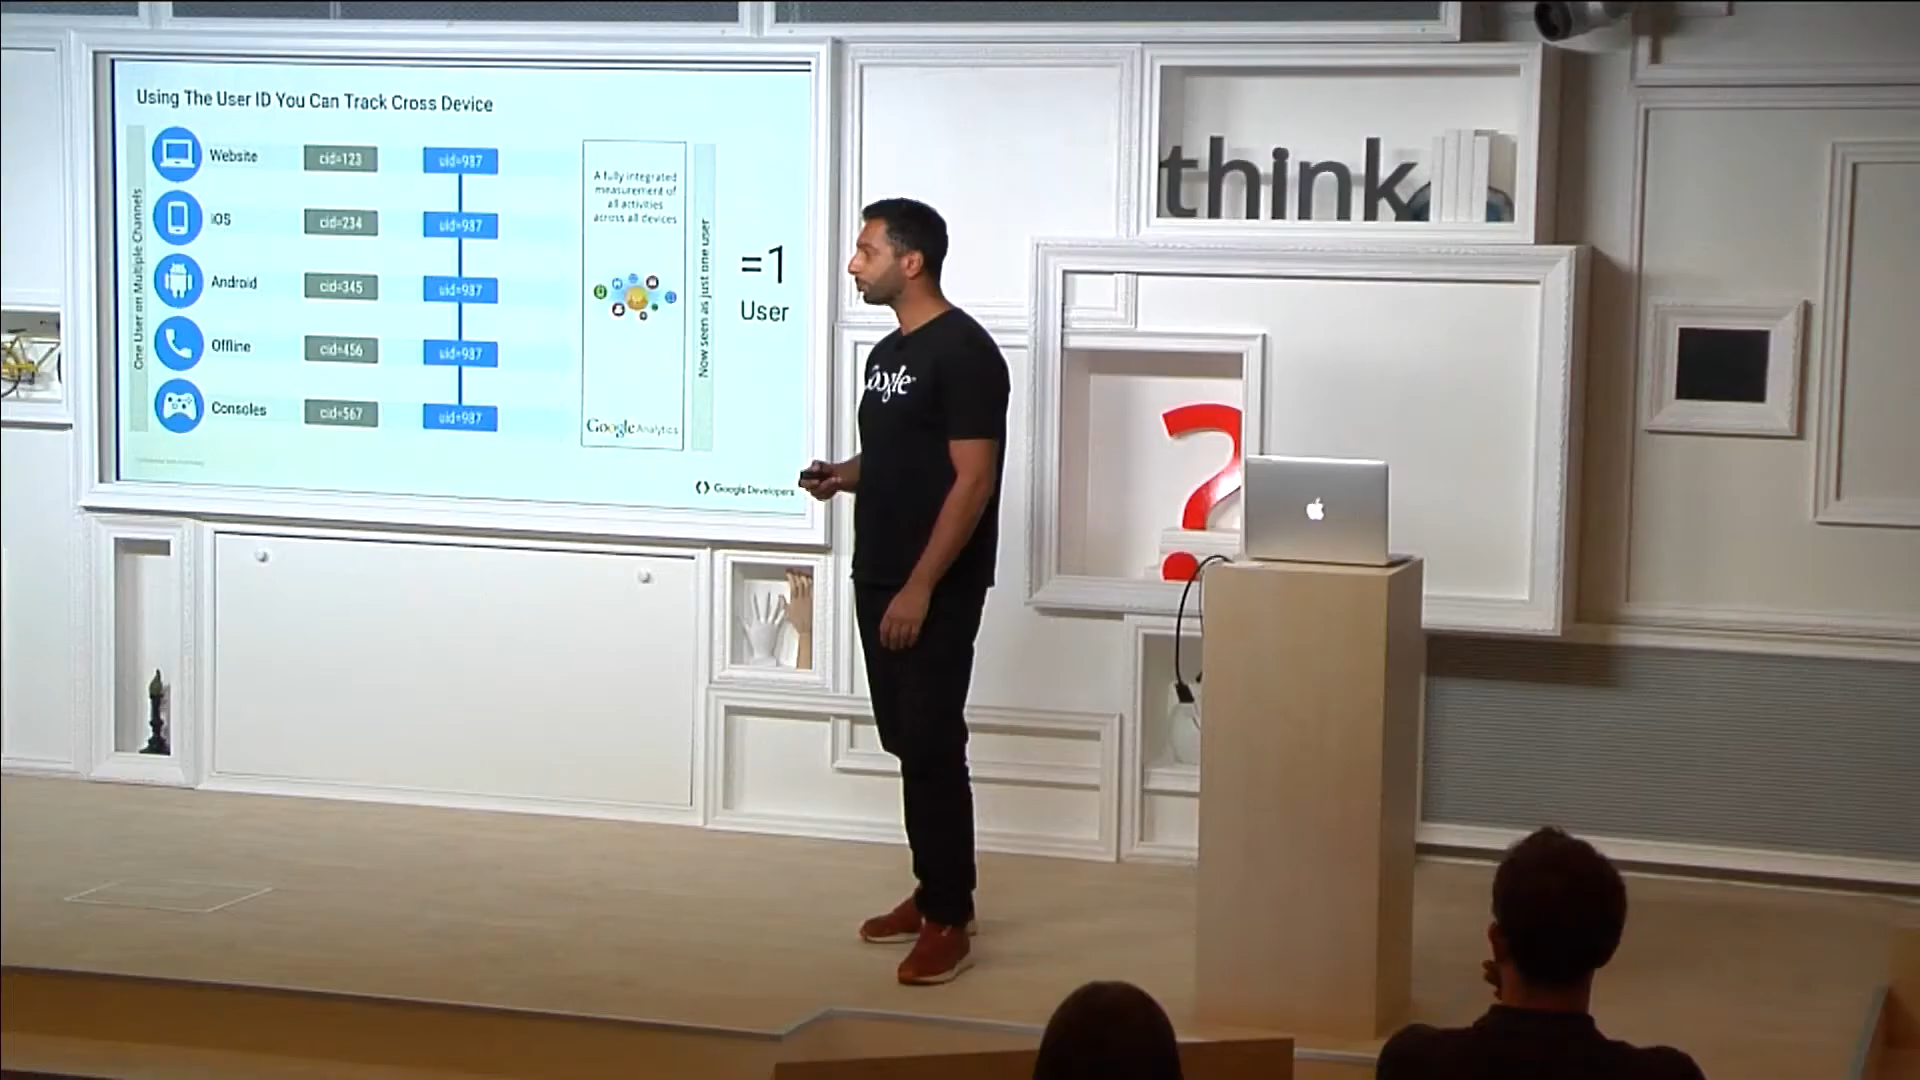 Using The User ID You Can Track Cross Device
One User on Multiple Channels
Website cid=123 uid=987
iOS cid=234 uid=987
Android cid=345 uid=987
Offline cid=456 uid=987
Consoles cid=567 uid=987
A fully integrated
measurement of
all activities
across all devices
Google Analytics
Now seen as just one user
=1
User
Google Developers
think
Google
?